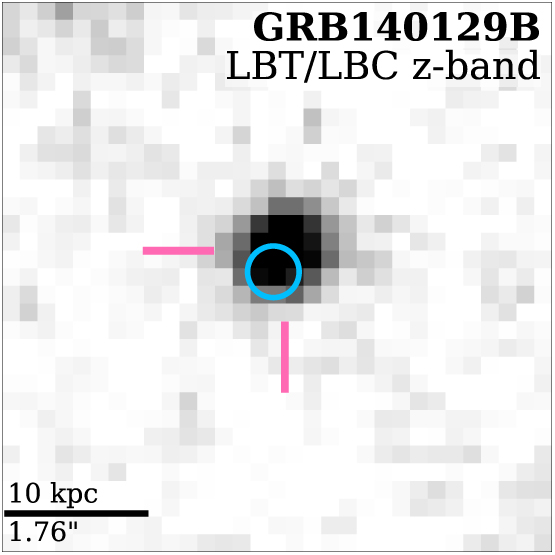 GRB140129B
LBT/LBC z-band
10 kpc
1.76"